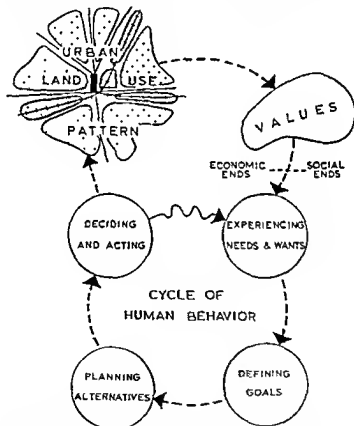 URBAN
LAND USE
PATTERN
VALUES
ECONOMIC ENDS
SOCIAL ENDS
DECIDING
AND ACTING
EXPERIENCING
NEEDS & WANTS
CYCLE OF
HUMAN BEHAVIOR
PLANNING
ALTERNATIVES
DEFINING
GOALS